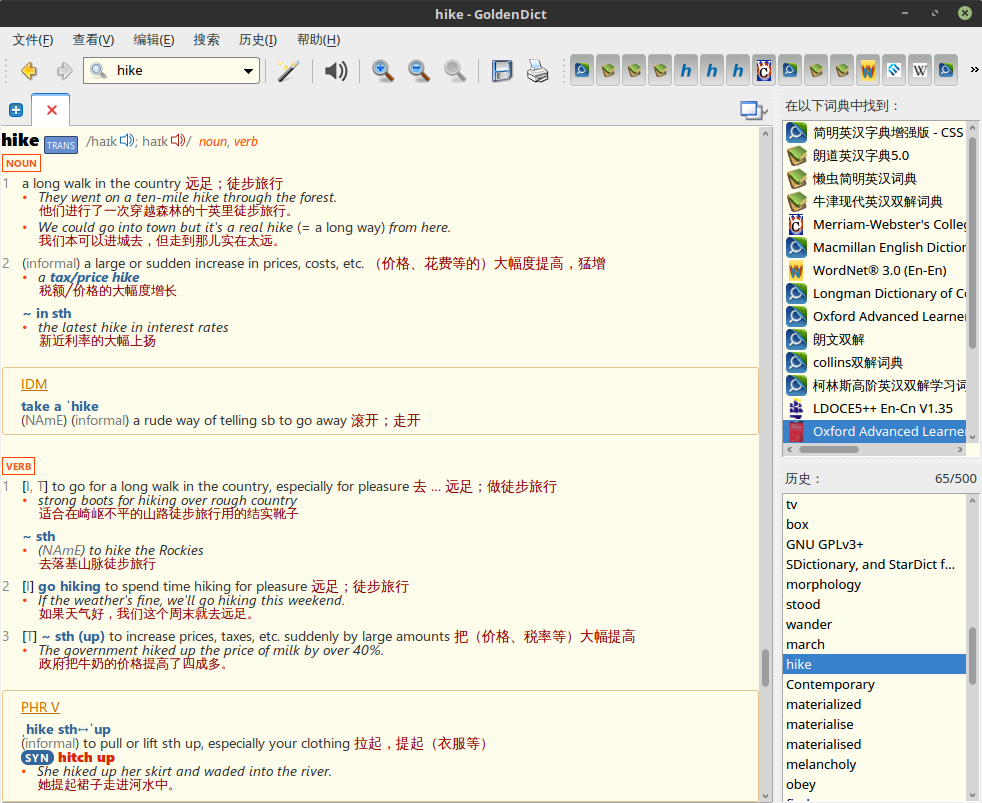 hike - GoldenDict
文件(F) 查看(V) 编辑(E) 搜索 历史(I) 帮助(H)
hike
在以下词典中找到：
hike TRANS /haɪk ; haɪk / noun, verb
NOUN
1 a long walk in the country 远足；徒步旅行
• They went on a ten-mile hike through the forest.
他们进行了一次穿越森林的十英里徒步旅行。
• We could go into town but it's a real hike (= a long way) from here.
我们本可以进城去，但走到那儿实在太远。
2 (informal) a large or sudden increase in prices, costs, etc. （价格、花费等的）大幅度提高，猛增
• a tax/price hike
税额/价格的大幅度增长
~ in sth
• the latest hike in interest rates
新近利率的大幅上扬
IDM
take a ˈhike
(NAmE) (informal) a rude way of telling sb to go away 滚开；走开
VERB
1 [I, T] to go for a long walk in the country, especially for pleasure 去 … 远足；做徒步旅行
• strong boots for hiking over rough country
适合在崎岖不平的山路徒步旅行用的结实靴子
~ sth
• (NAmE) to hike the Rockies
去落基山脉徒步旅行
2 [I] go hiking to spend time hiking for pleasure 远足；徒步旅行
• If the weather's fine, we'll go hiking this weekend.
如果天气好，我们这个周末就去远足。
3 [T] ~ sth (up) to increase prices, taxes, etc. suddenly by large amounts 把（价格、税率等）大幅提高
• The government hiked up the price of milk by over 40%.
政府把牛奶的价格提高了四成多。
PHR V
ˌhike sth↔ˈup
(informal) to pull or lift sth up, especially your clothing 拉起，提起（衣服等）
SYN hitch up
• She hiked up her skirt and waded into the river.
她提起裙子走进河水中。
简明英汉字典增强版 - CSS
朗道英汉字典5.0
懒虫简明英汉词典
牛津现代英汉双解词典
Merriam-Webster's Colleg
Macmillan English Diction
WordNet® 3.0 (En-En)
Longman Dictionary of Co
Oxford Advanced Learner
朗文双解
collins双解词典
柯林斯高阶英汉双解学习词
LDOCE5++ En-Cn V1.35
Oxford Advanced Learner
历史： 65/500
tv
box
GNU GPLv3+
SDictionary, and StarDict f...
morphology
stood
wander
march
hike
Contemporary
materialized
materialise
materialised
melancholy
obey